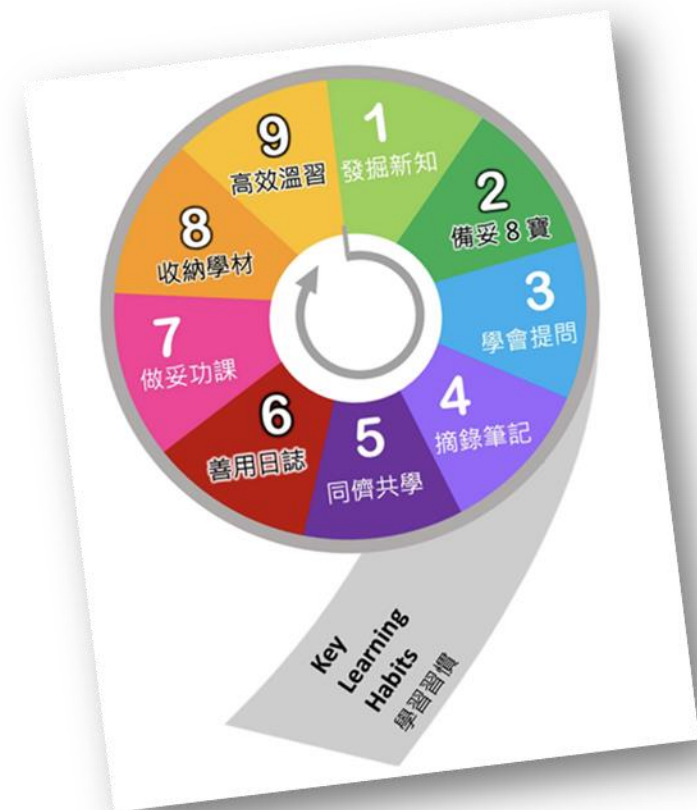 1
發掘新知
2
備妥8寶
3
學會提問
4
摘錄筆記
5
同儕共學
6
善用日誌
7
做妥功課
8
收納學材
9
高效溫習
Key
Learning
Habits
學習習慣